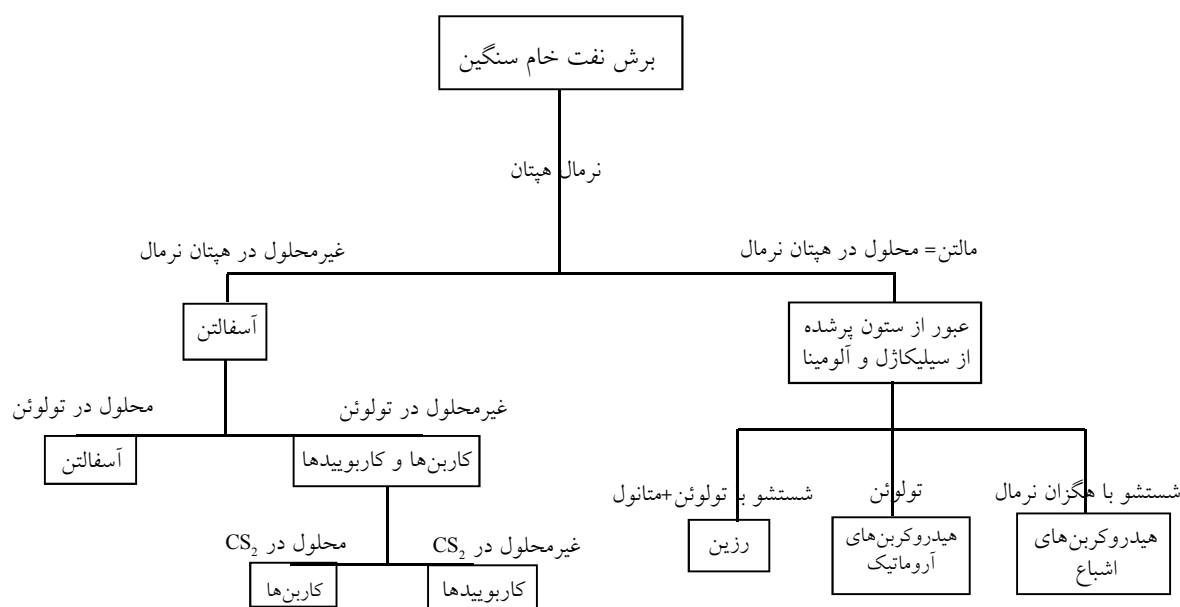 برش نفت خام سنگین
نرمال هپتان
مالتن= محلول در هپتان نرمال
غیرمحلول در هپتان نرمال
عبور از ستون پرشده
از سیلیکاژل و آلومینا
آسفالتن
غیرمحلول در تولوئن
محلول در تولوئن
کاربن‌ها و کاربوییدها
آسفالتن
شستشو با هگزان نرمال
تولوئن
شستشو با تولوئن+متانول
هیدروکربن‌های
اشباع
هیدروکربن‌های
آروماتیک
رزین
غیرمحلول در CS₂
محلول در CS₂
کاربوییدها
کاربن‌ها